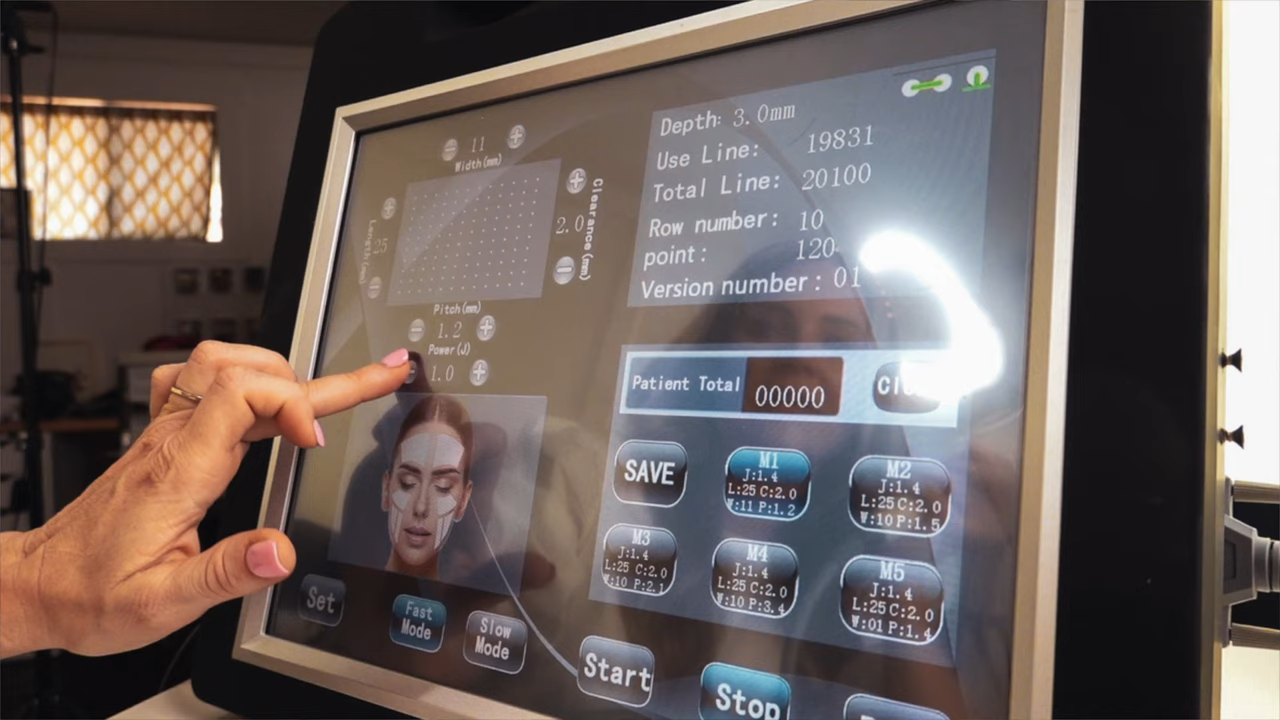 11
Width(mm)
Clearance(mm)
2.0
Length(mm)
25
Pitch(mm)
1.2
Power(J)
1.0
Depth: 3.0mm
Use Line: 19831
Total Line: 20100
Row number: 10
point: 120
Version number: 01
Patient Total 00000
SAVE
M1
J:1.4
L:25 C:2.0
W:11 P:1.2
M2
J:1.4
L:25 C:2.0
W:10 P:1.5
M3
J:1.4
L:25 C:2.0
W:10 P:2.1
M4
J:1.4
L:25 C:2.0
W:10 P:3.4
M5
J:1.4
L:25 C:2.0
W:01 P:1.4
Set
Fast
Mode
Slow
Mode
Start
Stop